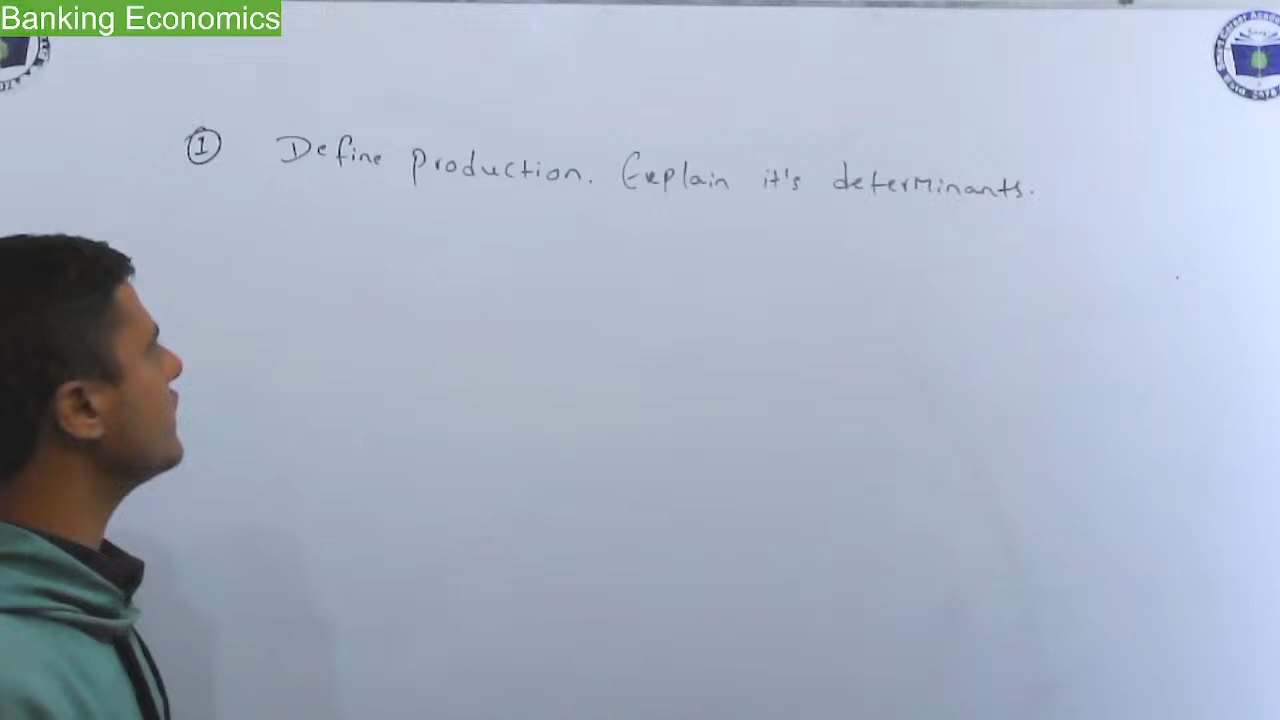 Banking Economics
① Define production. Explain it's determinants.